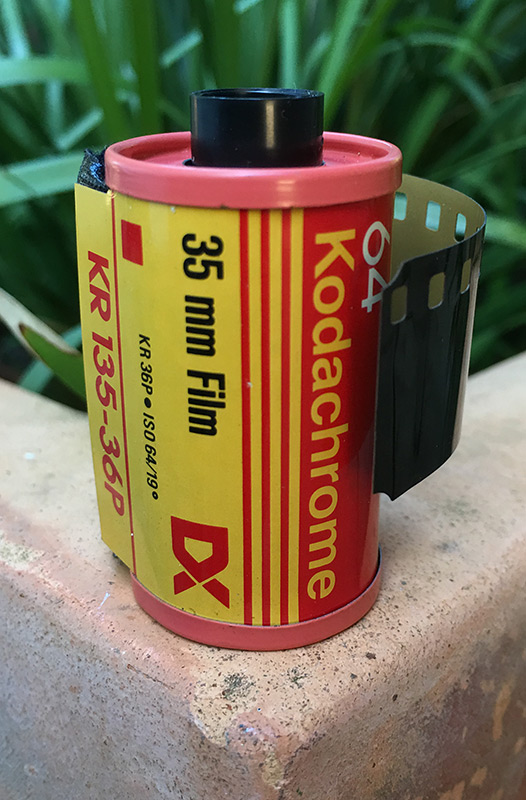 KR 135-36P
KR 36P • ISO 64/19°
35 mm Film
DX
Kodachrome
64